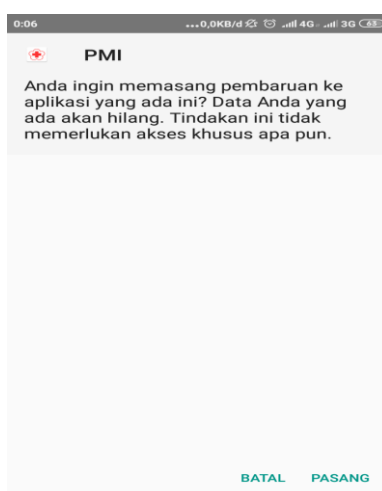 0:06 ...0,0KB/d 4G 3G 63
PMI
Anda ingin memasang pembaruan ke
aplikasi yang ada ini? Data Anda yang
ada akan hilang. Tindakan ini tidak
memerlukan akses khusus apa pun.
BATAL PASANG